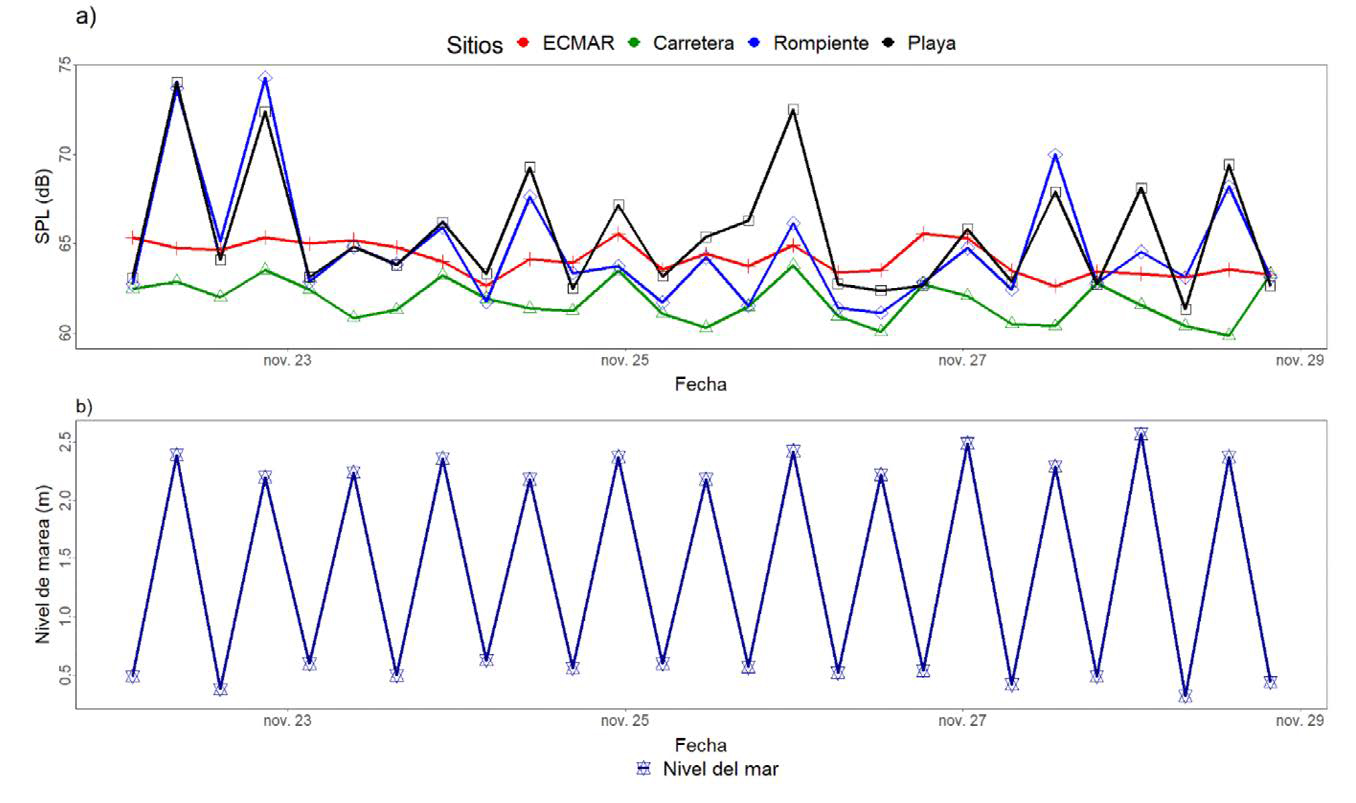 a)
Sitios ECMAR Carretera Rompiente Playa
75
70
65
60
SPL (dB)
nov. 23 nov. 25 nov. 27 nov. 29
Fecha
b)
2.5
2.0
1.5
1.0
0.5
Nivel de marea (m)
nov. 23 nov. 25 nov. 27 nov. 29
Fecha
Nivel del mar